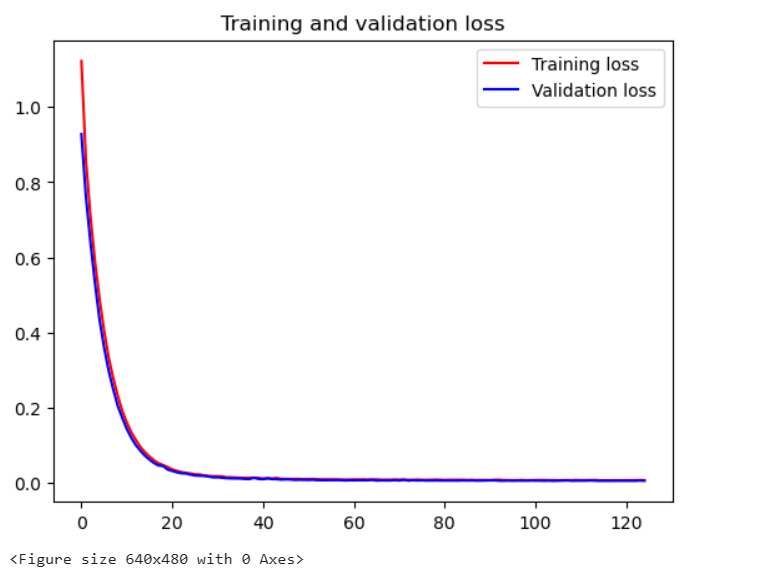 Training and validation loss
Training loss
Validation loss
1.0
0.8
0.6
0.4
0.2
0.0
0 20 40 60 80 100 120
<Figure size 640x480 with 0 Axes>